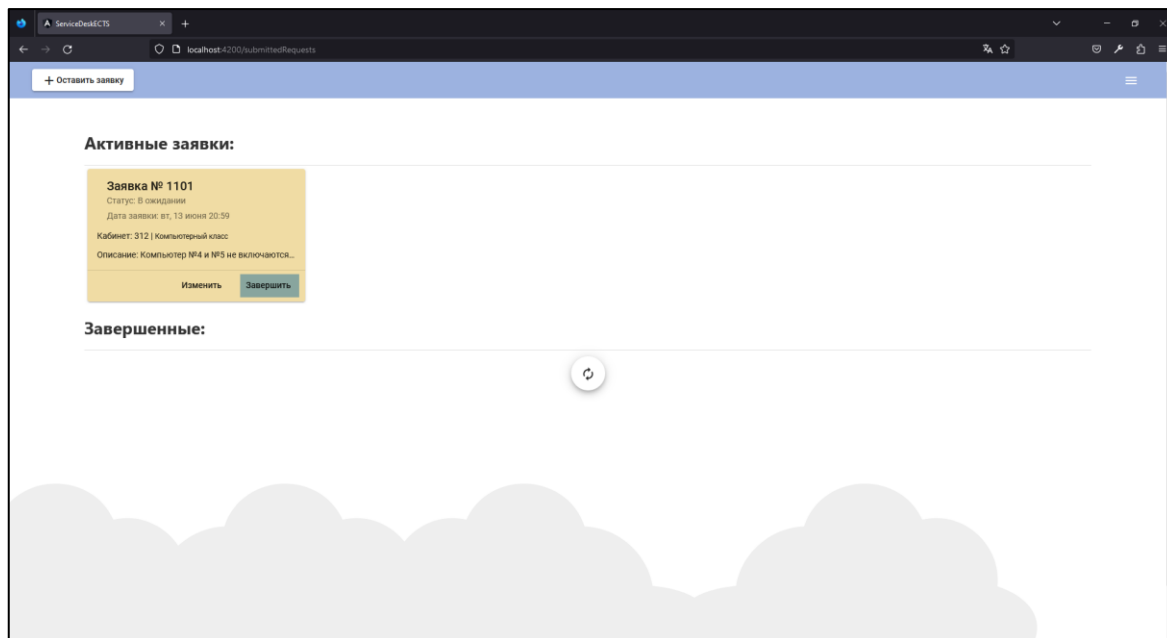 ServiceDeskECTS
localhost:4200/submittedRequests
Оставить заявку
Активные заявки:
Заявка № 1101
Статус: В ожидании
Дата заявки: вт, 13 июня 20:59
Кабинет: 312 | Компьютерный класс
Описание: Компьютер №4 и №5 не включаются...
Изменить Завершить
Завершенные: